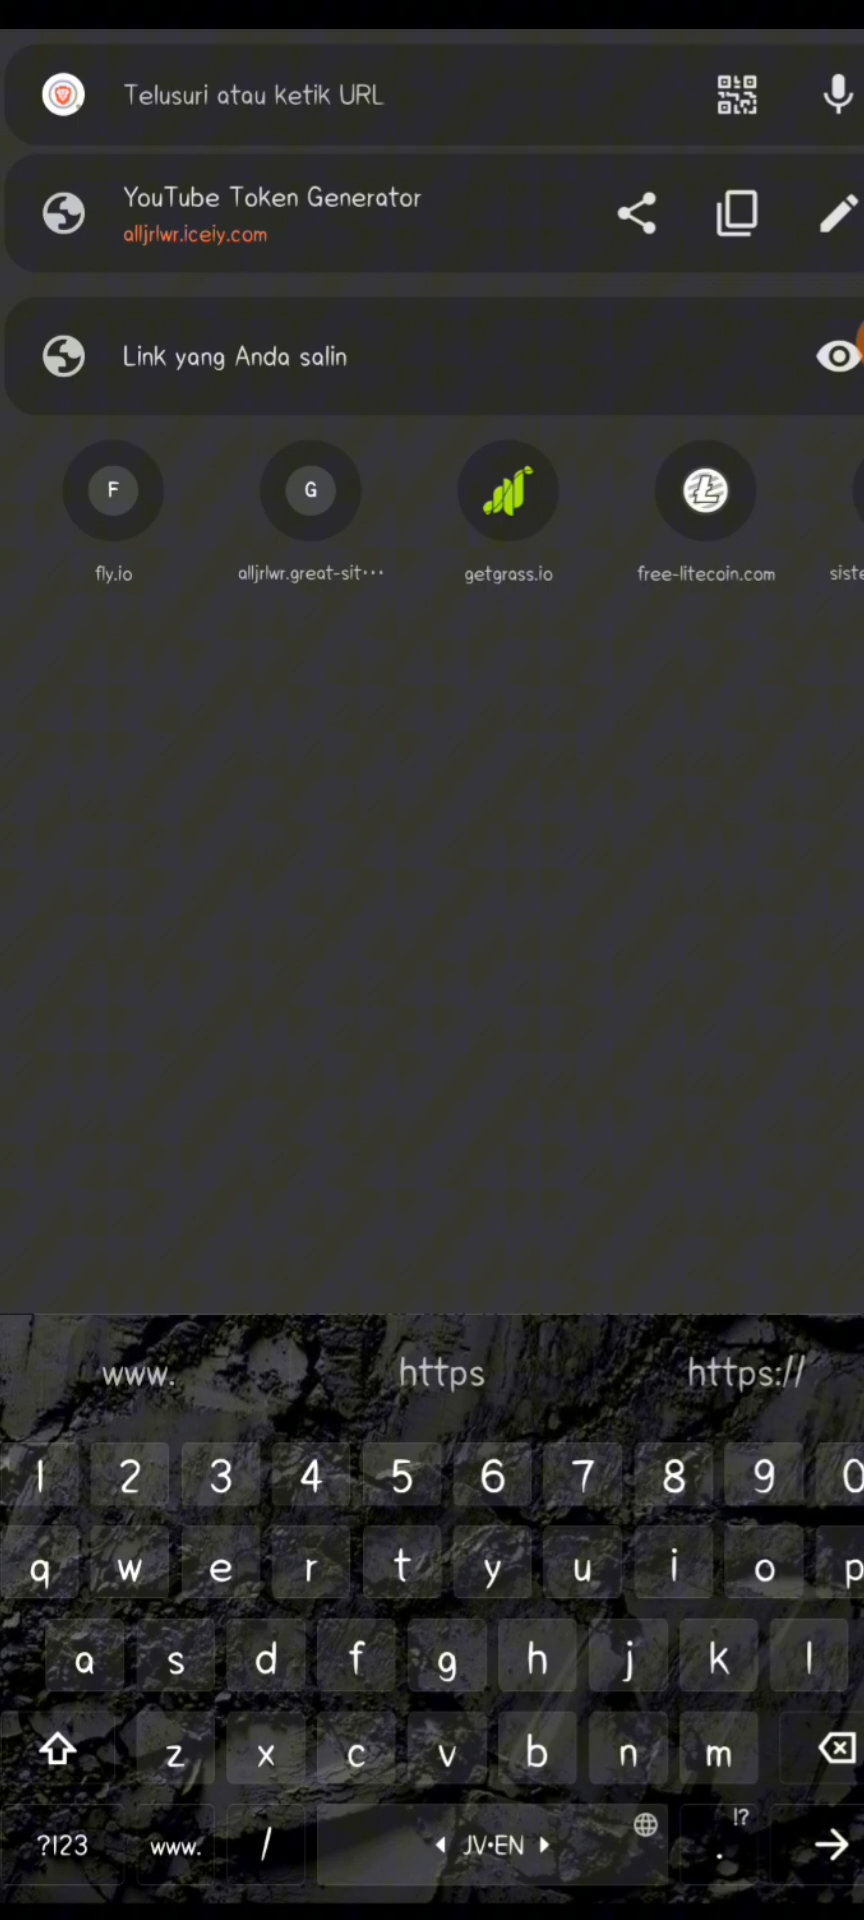 Telusuri atau ketik URL
YouTube Token Generator
alljrlwr.iceiy.com
Link yang Anda salin
F
G
fly.io
alljrlwr.great-sit···
getgrass.io
free-litecoin.com
siste
www.
https
https://
1 2 3 4 5 6 7 8 9 0
q w e r t y u i o p
a s d f g h j k l
z x c v b n m
!?
?123
www.
/
JV•EN
.